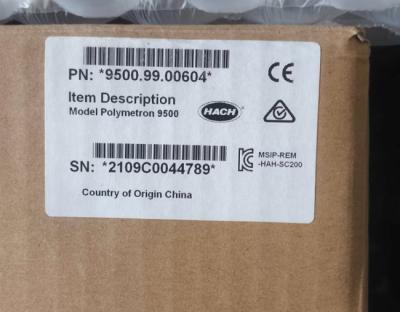 PN: *9500.99.00604*
CE
Item Description
Model Polymetron 9500
HACH
SN: *2109C0044789*
MSIP-REM
-HAH-SC200
Country of Origin China